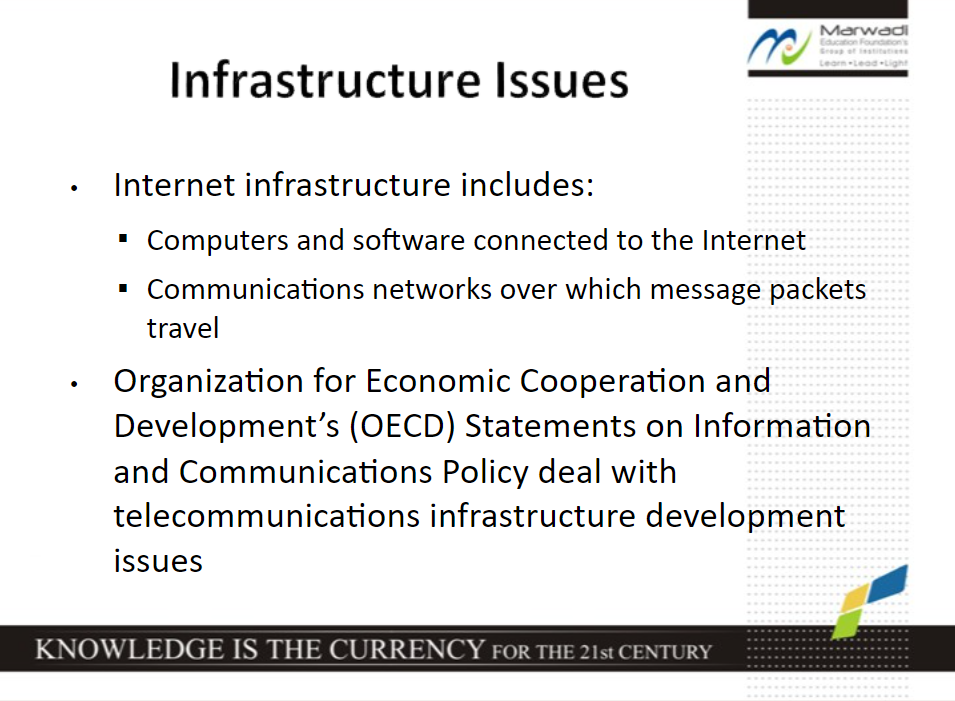 Marwadi
Education Foundation's
Group of Institutions
Learn •Lead •Light
Infrastructure Issues
• Internet infrastructure includes:
▪ Computers and software connected to the Internet
▪ Communications networks over which message packets
travel
• Organization for Economic Cooperation and
Development’s (OECD) Statements on Information
and Communications Policy deal with
telecommunications infrastructure development
issues
KNOWLEDGE IS THE CURRENCY FOR THE 21st CENTURY